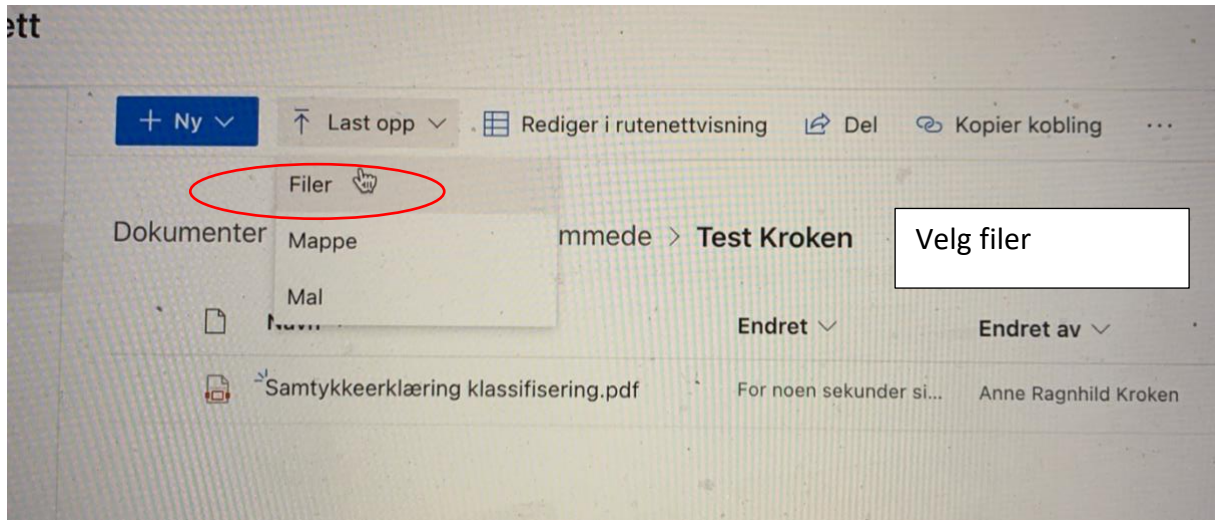 ett
+ Ny Last opp Rediger i rutenettvisning Del Kopier kobling ...
Filer
Mappe
Mal
Dokumenter mmede > Test Kroken
Velg filer
Navn Endret Endret av
Samtykkeerklæring klassifisering.pdf For noen sekunder si... Anne Ragnhild Kroken